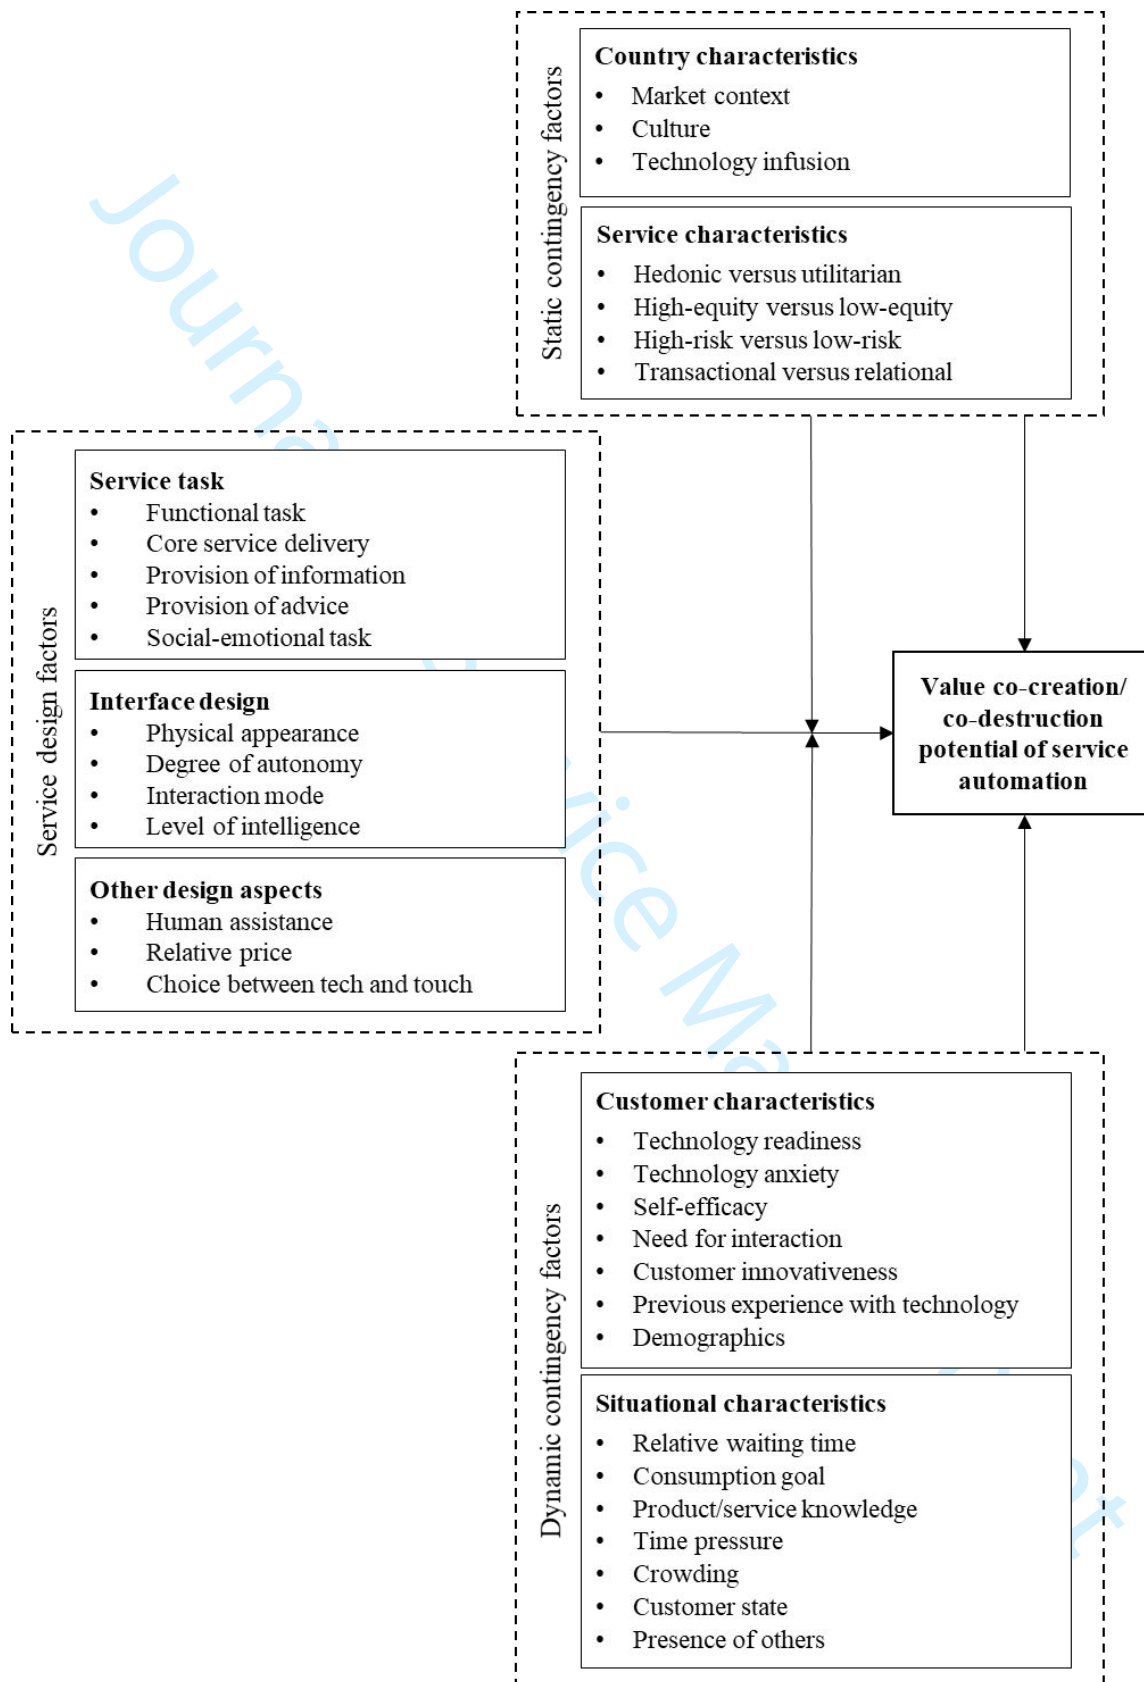 Static contingency factors
Country characteristics
• Market context
• Culture
• Technology infusion
Service characteristics
• Hedonic versus utilitarian
• High-equity versus low-equity
• High-risk versus low-risk
• Transactional versus relational
Service design factors
Service task
• Functional task
• Core service delivery
• Provision of information
• Provision of advice
• Social-emotional task
Interface design
• Physical appearance
• Degree of autonomy
• Interaction mode
• Level of intelligence
Other design aspects
• Human assistance
• Relative price
• Choice between tech and touch
Value co-creation/
co-destruction
potential of service
automation
Dynamic contingency factors
Customer characteristics
• Technology readiness
• Technology anxiety
• Self-efficacy
• Need for interaction
• Customer innovativeness
• Previous experience with technology
• Demographics
Situational characteristics
• Relative waiting time
• Consumption goal
• Product/service knowledge
• Time pressure
• Crowding
• Customer state
• Presence of others